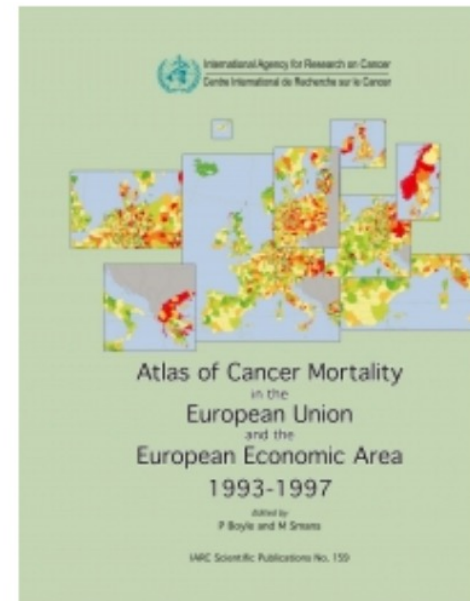 International Agency for Research on Cancer
Centre International de Recherche sur le Cancer
Atlas of Cancer Mortality
in the
European Union
and the
European Economic Area
1993-1997
Edited by
P Boyle and M Smans
IARC Scientific Publications No. 159